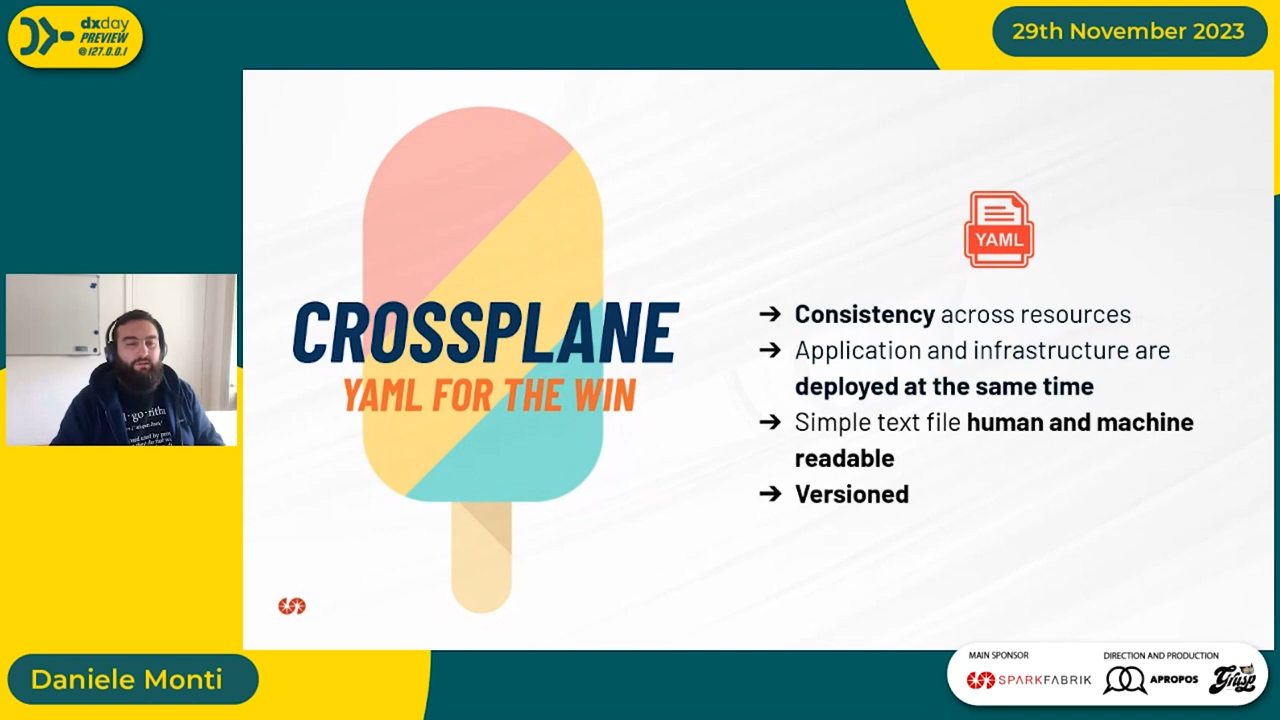 dxday
PREVIEW
@127.0.0.1
29th November 2023
YAML
CROSSPLANE
YAML FOR THE WIN
➔ Consistency across resources
➔ Application and infrastructure are
deployed at the same time
➔ Simple text file human and machine
readable
➔ Versioned
Daniele Monti
MAIN SPONSOR
SPARKFABRIK
DIRECTION AND PRODUCTION
APROPOS
Grusp